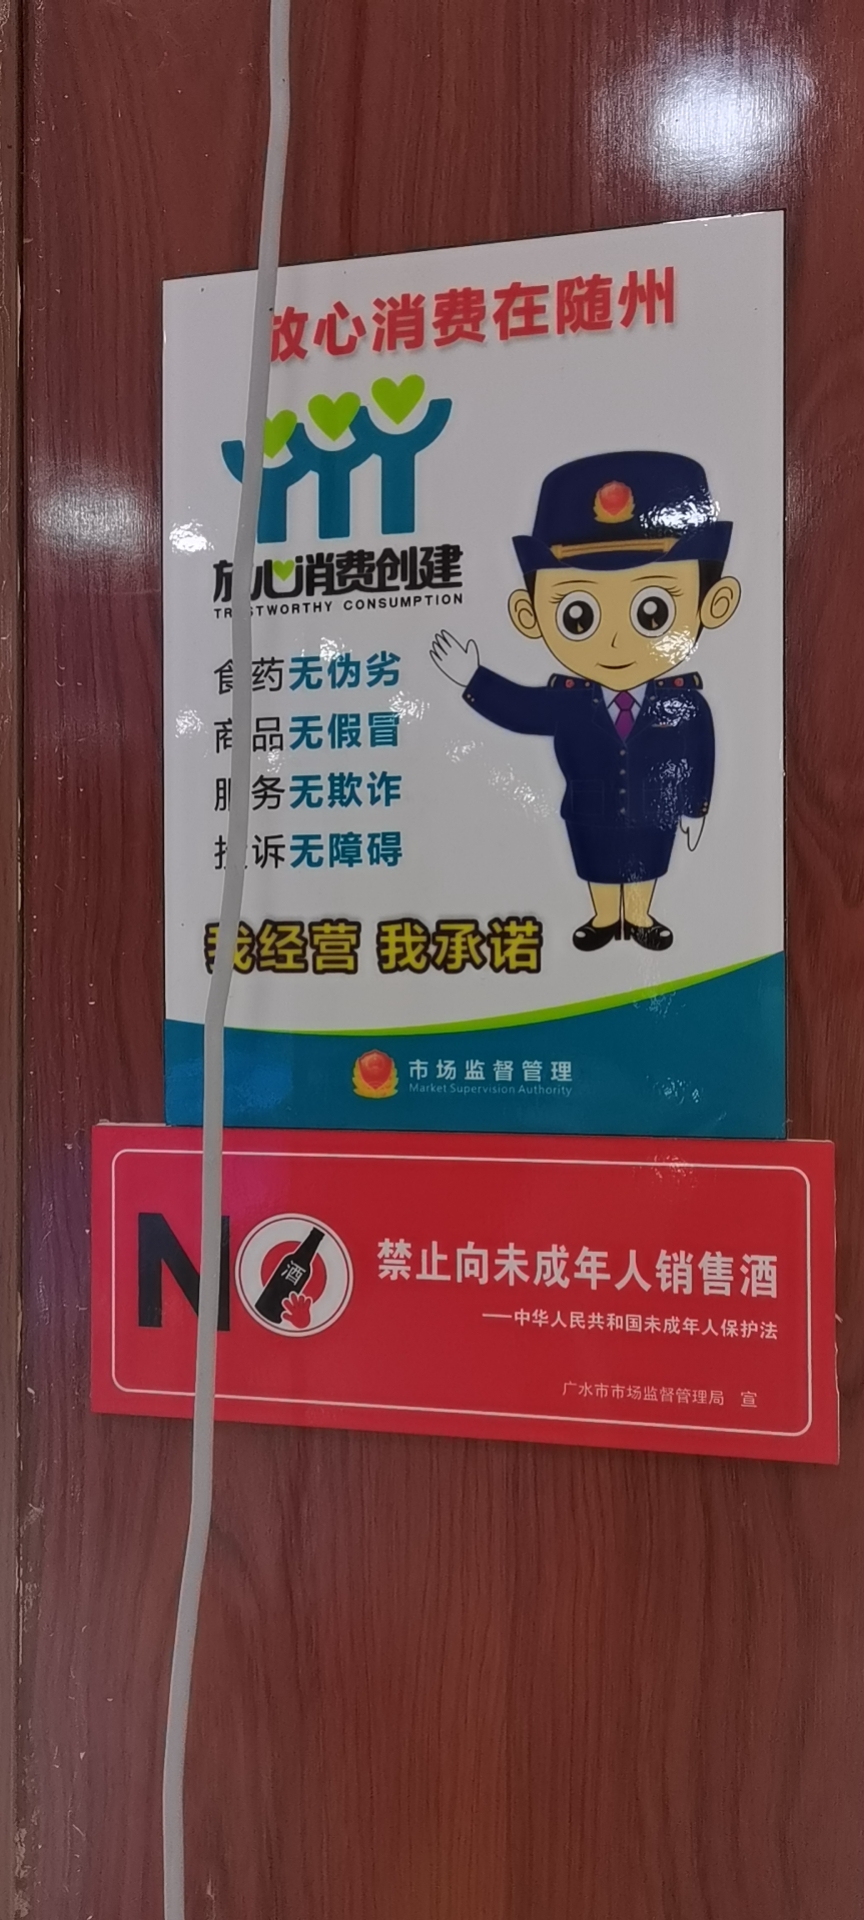 放心消费在随州
放心消费创建
TRUSTWORTHY CONSUMPTION
食药无伪劣
商品无假冒
服务无欺诈
投诉无障碍
我经营 我承诺
市场监督管理
Market Supervision Authority
NO
酒
禁止向未成年人销售酒
——中华人民共和国未成年人保护法
广水市市场监督管理局 宣